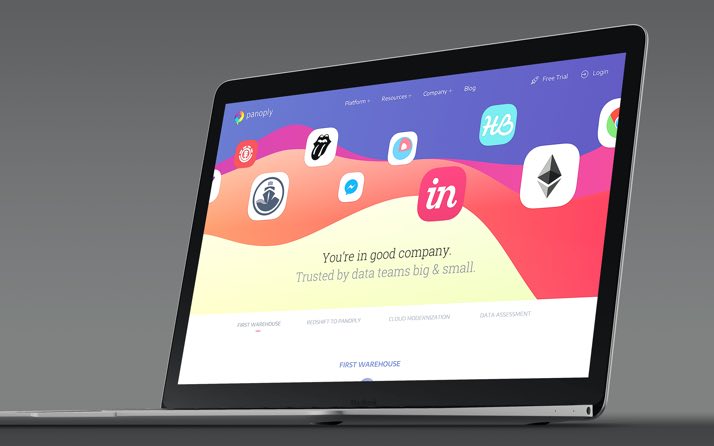 panoply
Platform +
Resources +
Company +
Blog
Free Trial
Login
HB
in
You're in good company.
Trusted by data teams big & small.
FIRST WAREHOUSE
REDSHIFT TO PANOPLY
CLOUD MODERNIZATION
DATA ASSESSMENT
FIRST WAREHOUSE
MacBook